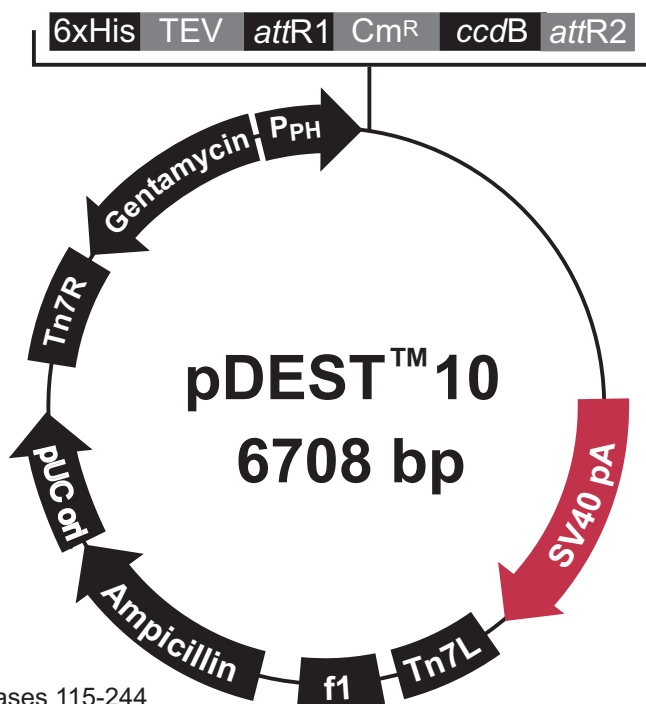 6xHis TEV attR1 CmR ccdB attR2
PPH
Gentamycin
Tn7R
pDEST™10
6708 bp
pUC ori
SV40 pA
Ampicillin
Tn7L
f1
115-244